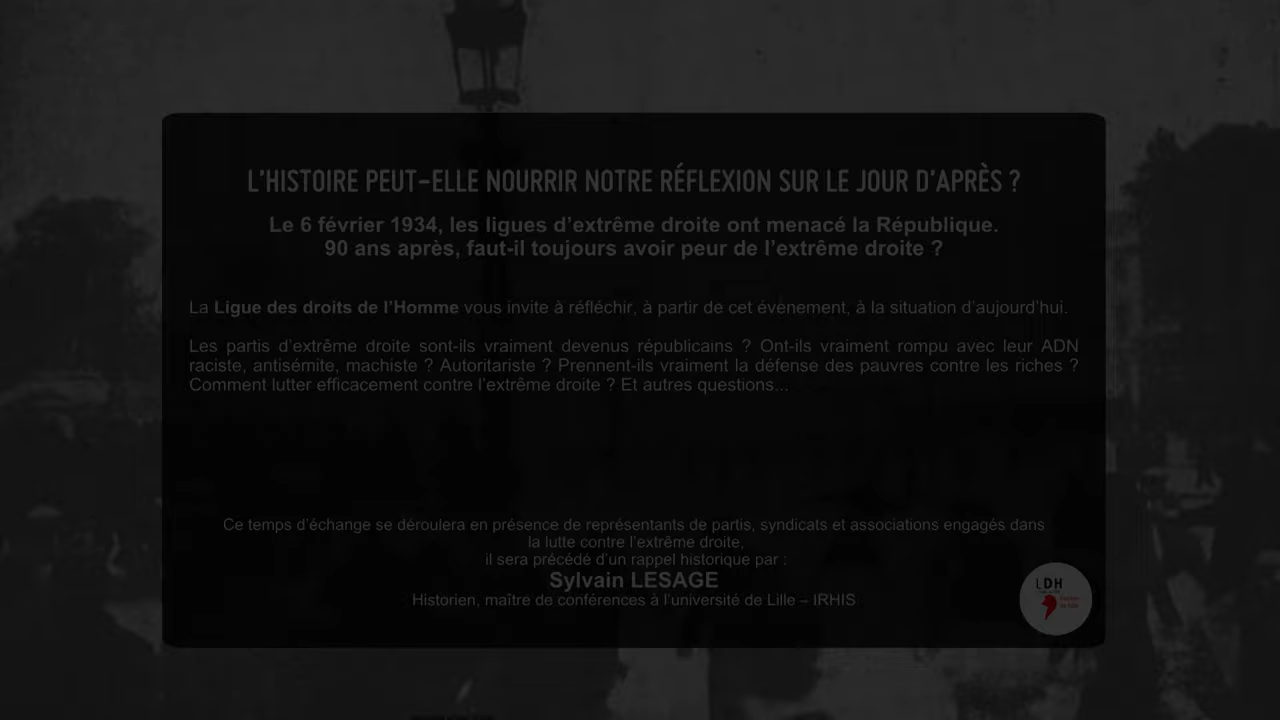 L'HISTOIRE PEUT-ELLE NOURRIR NOTRE RÉFLEXION SUR LE JOUR D'APRÈS ?
Le 6 février 1934, les ligues d'extrême droite ont menacé la République.
90 ans après, faut-il toujours avoir peur de l'extrême droite ?
La Ligue des droits de l'Homme vous invite à réfléchir, à partir de cet évènement, à la situation d'aujourd'hui.
Les partis d'extrême droite sont-ils vraiment devenus républicains ? Ont-ils vraiment rompu avec leur ADN
raciste, antisémite, machiste ? Autoritariste ? Prennent-ils vraiment la défense des pauvres contre les riches ?
Comment lutter efficacement contre l'extrême droite ? Et autres questions...
Ce temps d'échange se déroulera en présence de représentants de partis, syndicats et associations engagés dans
la lutte contre l'extrême droite,
il sera précédé d'un rappel historique par :
Sylvain LESAGE
Historien, maître de conférences à l'université de Lille – IRHIS
LDH